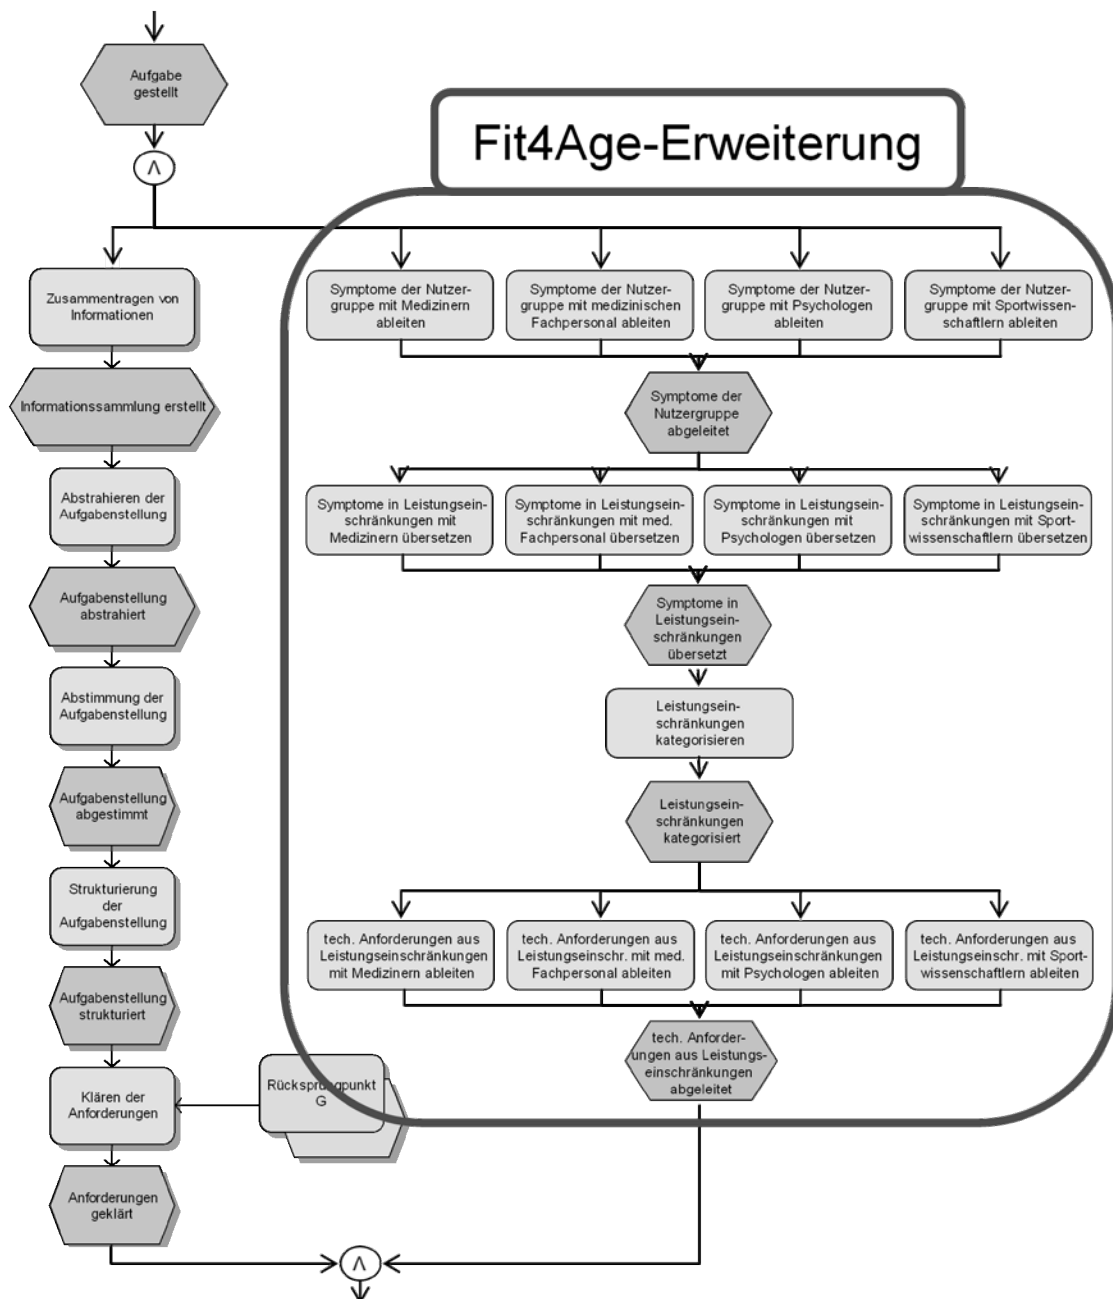 Aufgabe
gestellt
Λ
Fit4Age-Erweiterung
Zusammentragen von
Informationen
Informationssammlung erstellt
Abstrahieren der
Aufgabenstellung
Aufgabenstellung
abstrahiert
Abstimmung der
Aufgabenstellung
Aufgabenstellung
abgestimmt
Strukturierung
der
Aufgabenstellung
Aufgabenstellung
strukturiert
Klären der
Anforderungen
Rücksprungpunkt
G
Anforderungen
geklärt
Symptome der Nutzer-
gruppe mit Medizinern
ableiten
Symptome der Nutzer-
gruppe mit medizinischen
Fachpersonal ableiten
Symptome der Nutzer-
gruppe mit Psychologen
ableiten
Symptome der Nutzer-
gruppe mit Sportwissen-
schaftlern ableiten
Symptome der
Nutzergruppe
abgeleitet
Symptome in Leistungsein-
schränkungen mit
Medizinern übersetzen
Symptome in Leistungsein-
schränkungen mit med.
Fachpersonal übersetzen
Symptome in Leistungsein-
schränkungen mit
Psychologen übersetzen
Symptome in Leistungsein-
schränkungen mit Sport-
wissenschaftlern übersetzen
Symptome in
Leistungsein-
schränkungen
übersetzt
Leistungsein-
schränkungen
kategorisieren
Leistungsein-
schränkungen
kategorisiert
tech. Anforderungen aus
Leistungseinschränkungen
mit Medizinern ableiten
tech. Anforderungen aus
Leistungseinschr. mit med.
Fachpersonal ableiten
tech. Anforderungen aus
Leistungseinschränkungen
mit Psychologen ableiten
tech. Anforderungen aus
Leistungseinschr. mit Sport-
wissenschaftlern ableiten
tech. Anforder-
ungen aus Leistungs-
einschränkungen
abgeleitet
Λ